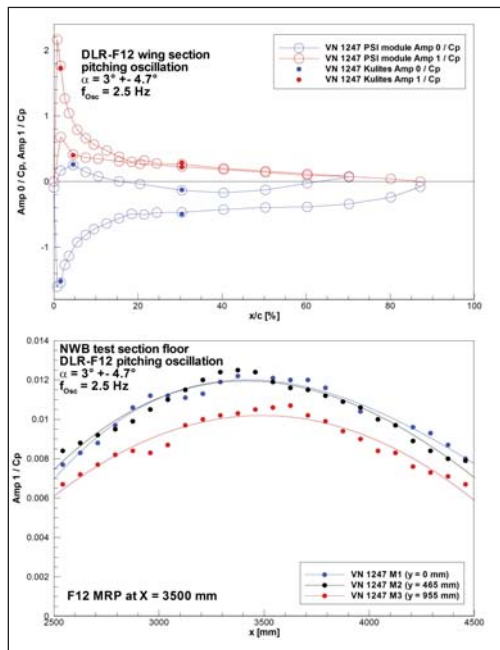 DLR-F12 wing section
pitching oscillation
α = 3° +- 4.7°
fOsc = 2.5 Hz
VN 1247 PSI module Amp 0 / Cp
VN 1247 PSI module Amp 1 / Cp
VN 1247 Kulites Amp 0 / Cp
VN 1247 Kulites Amp 1 / Cp
Amp 0 / Cp, Amp 1 / Cp
2
1
0
-1
0
20
40
60
80
100
x/c [%]
NWB test section floor
DLR-F12 pitching oscillation
α = 3° +- 4.7°
fOsc = 2.5 Hz
Amp 1 / Cp
0.014
0.012
0.010
0.008
0.006
0.004
0.002
0
F12 MRP at X = 3500 mm
VN 1247 M1 (y = 0 mm)
VN 1247 M2 (y = 465 mm)
VN 1247 M3 (y = 955 mm)
2500
3000
3500
4000
4500
x [mm]